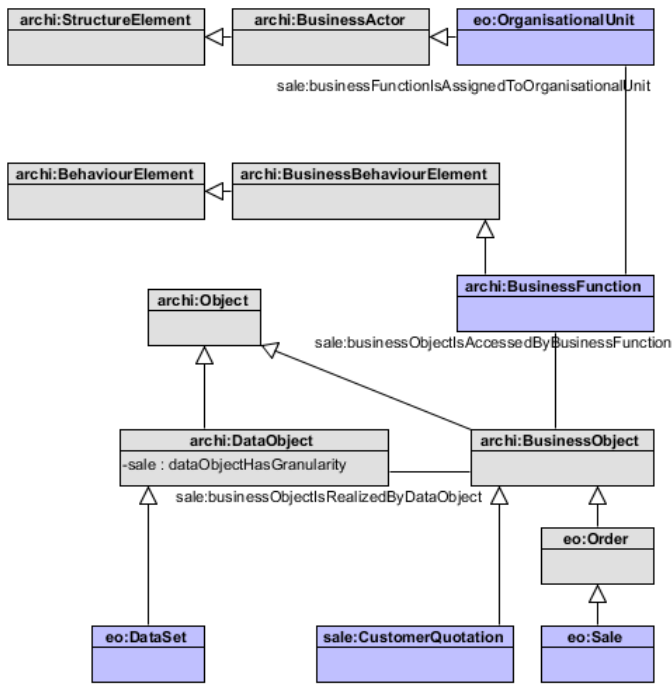 archi:StructureElement
archi:BusinessActor
eo:OrganisationalUnit
sale:businessFunctionIsAssignedToOrganisationalUnit
archi:BehaviourElement
archi:BusinessBehaviourElement
archi:BusinessFunction
archi:Object
sale:businessObjectIsAccessedByBusinessFunction
archi:DataObject
archi:BusinessObject
-sale : dataObjectHasGranularity
sale:businessObjectIsRealizedByDataObject
eo:Order
eo:DataSet
sale:CustomerQuotation
eo:Sale